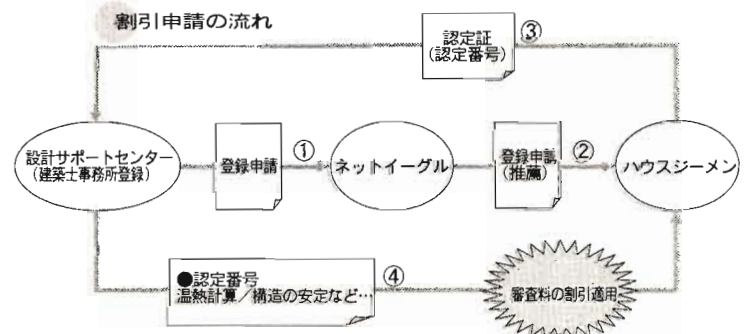 割引申請の流れ
認定証
(認定番号)
③
設計サポートセンター
(建築士事務所登録)
登録申請
①
ネットイーグル
登録申請
(推薦)
②
ハウスジーメン
●認定番号
温熱計算/構造の安定など…
④
審査料の割引適用